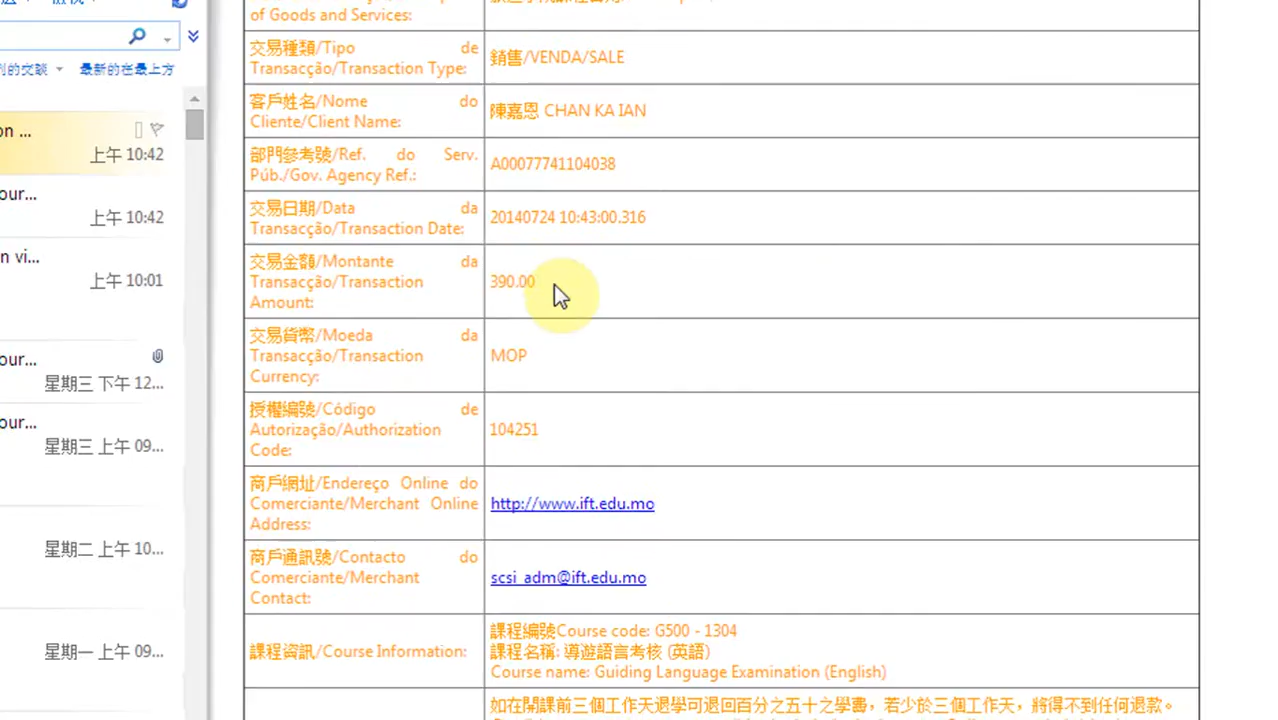 最新的在最上方
on ...
上午 10:42
our...
上午 10:42
on vi...
上午 10:01
our...
星期三 下午 12...
our...
星期三 上午 09...
星期二 上午 10...
星期一 上午 09...
of Goods and Services:
交易種類/Tipo de
Transacção/Transaction Type:
銷售/VENDA/SALE
客戶姓名/Nome do
Cliente/Client Name:
陳嘉恩 CHAN KA IAN
部門參考號/Ref. do Serv.
Púb./Gov. Agency Ref.:
A00077741104038
交易日期/Data da
Transacção/Transaction Date:
20140724 10:43:00.316
交易金額/Montante da
Transacção/Transaction
Amount:
390.00
交易貨幣/Moeda da
Transacção/Transaction
Currency:
MOP
授權編號/Código de
Autorização/Authorization
Code:
104251
商戶網址/Endereço Online do
Comerciante/Merchant Online
Address:
http://www.ift.edu.mo
商戶通訊號/Contacto do
Comerciante/Merchant
Contact:
scsi_adm@ift.edu.mo
課程資訊/Course Information:
課程編號Course code: G500 - 1304
課程名稱: 導遊語言考核 (英語)
Course name: Guiding Language Examination (English)
如在開課前三個工作天退學可退回百分之五十之學費，若少於三個工作天，將得不到任何退款。